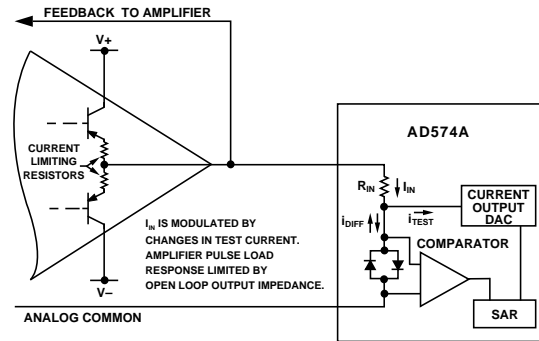 FEEDBACK TO AMPLIFIER
V+
CURRENT
LIMITING
RESISTORS
V–
I_IN IS MODULATED BY
CHANGES IN TEST CURRENT.
AMPLIFIER PULSE LOAD
RESPONSE LIMITED BY
OPEN LOOP OUTPUT IMPEDANCE.
ANALOG COMMON
AD574A
R_IN
I_IN
CURRENT
OUTPUT
DAC
i_DIFF
i_TEST
COMPARATOR
SAR